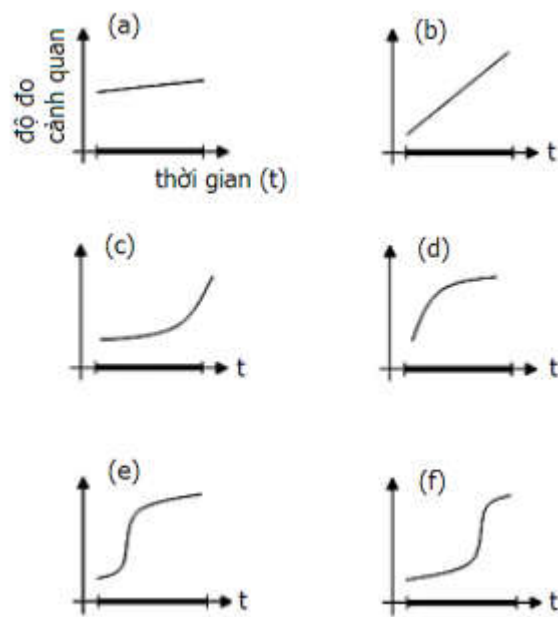 (a)
độ đo
cảnh quan
thời gian (t)
(b)
t
(c)
t
(d)
t
(e)
t
(f)
t